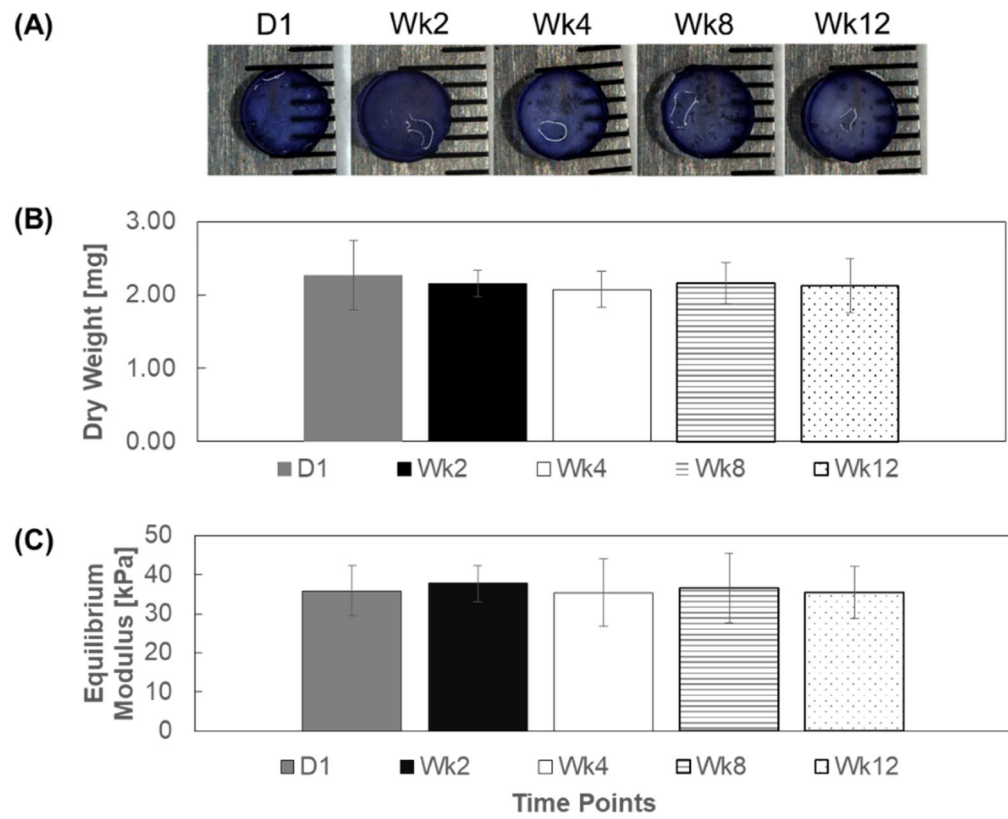 (A)
D1 Wk2 Wk4 Wk8 Wk12
(B)
Dry Weight [mg]
3.00
2.00
1.00
0.00
D1 Wk2 Wk4 Wk8 Wk12
(C)
Equilibrium
Modulus [kPa]
50
40
30
20
10
0
D1 Wk2 Wk4 Wk8 Wk12
Time Points